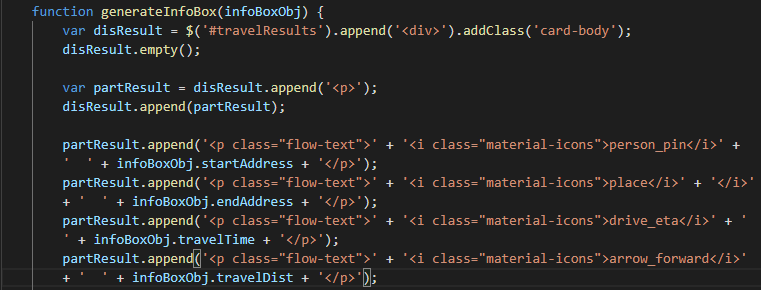 function generateInfoBox(infoBoxObj) {
var disResult = $('#travelResults').append('<div>').addClass('card-body');
disResult.empty();
var partResult = disResult.append('<p>');
disResult.append(partResult);
partResult.append('<p class="flow-text">' + '<i class="material-icons">person_pin</i>' +
'  ' + infoBoxObj.startAddress + '</p>');
partResult.append('<p class="flow-text">' + '<i class="material-icons">place</i>' + '</i>'
+ '  ' + infoBoxObj.endAddress + '</p>');
partResult.append('<p class="flow-text">' + '<i class="material-icons">drive_eta</i>' + '
' + infoBoxObj.travelTime + '</p>');
partResult.append('<p class="flow-text">' + '<i class="material-icons">arrow_forward</i>'
+ '  ' + infoBoxObj.travelDist + '</p>');